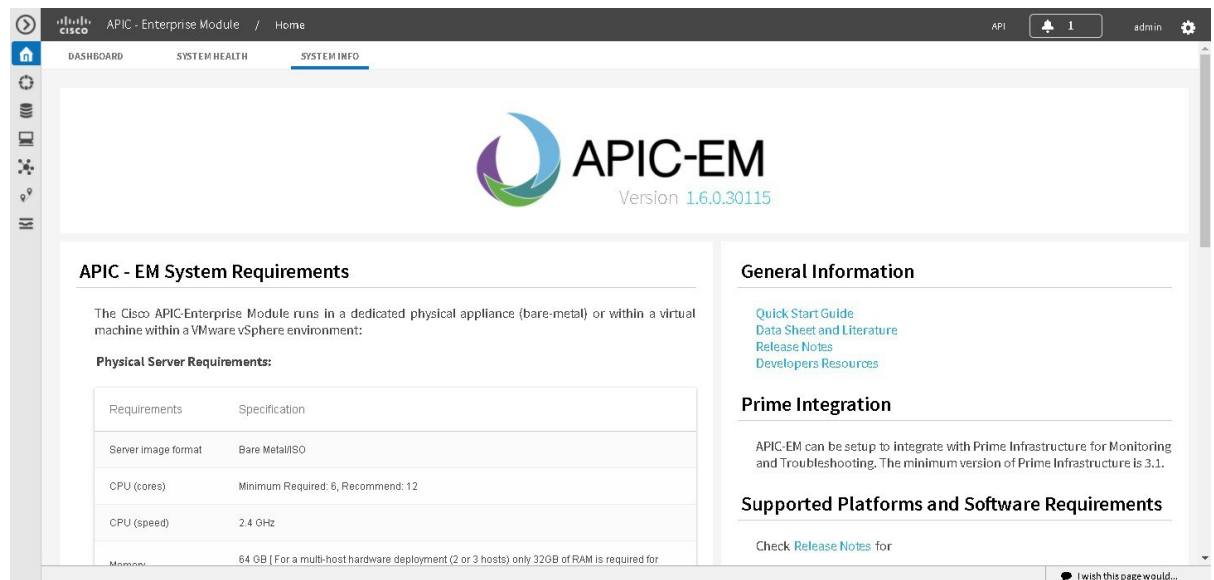 CISCO APIC - Enterprise Module / Home API 1 admin
DASHBOARD SYSTEM HEALTH SYSTEM INFO
APIC-EM
Version 1.6.0.30115
APIC - EM System Requirements
The Cisco APIC-Enterprise Module runs in a dedicated physical appliance (bare-metal) or within a virtual
machine within a VMware vSphere environment:
Physical Server Requirements:
Requirements Specification
Server image format Bare Metal/ISO
CPU (cores) Minimum Required: 6, Recommend: 12
CPU (speed) 2.4 GHz
Memory 64 GB [ For a multi-host hardware deployment (2 or 3 hosts) only 32GB of RAM is required for
General Information
Quick Start Guide
Data Sheet and Literature
Release Notes
Developers Resources
Prime Integration
APIC-EM can be setup to integrate with Prime Infrastructure for Monitoring
and Troubleshooting. The minimum version of Prime Infrastructure is 3.1.
Supported Platforms and Software Requirements
Check Release Notes for
I wish this page would...